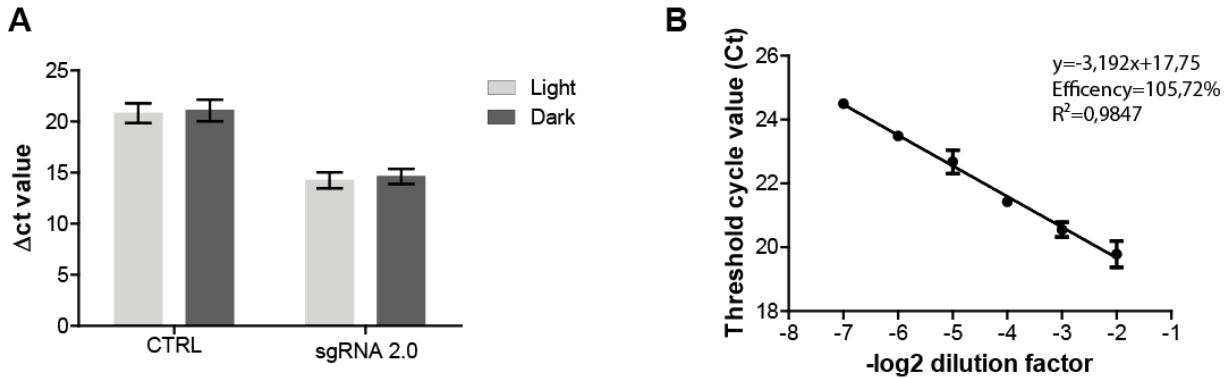 A
Δct value
25
20
15
10
5
0
CTRL
sgRNA 2.0
Light
Dark
B
Threshold cycle value (Ct)
26
24
22
20
18
-8
-7
-6
-5
-4
-3
-2
-1
-log2 dilution factor
y=-3,192x+17,75
Efficency=105,72%
R²=0,9847